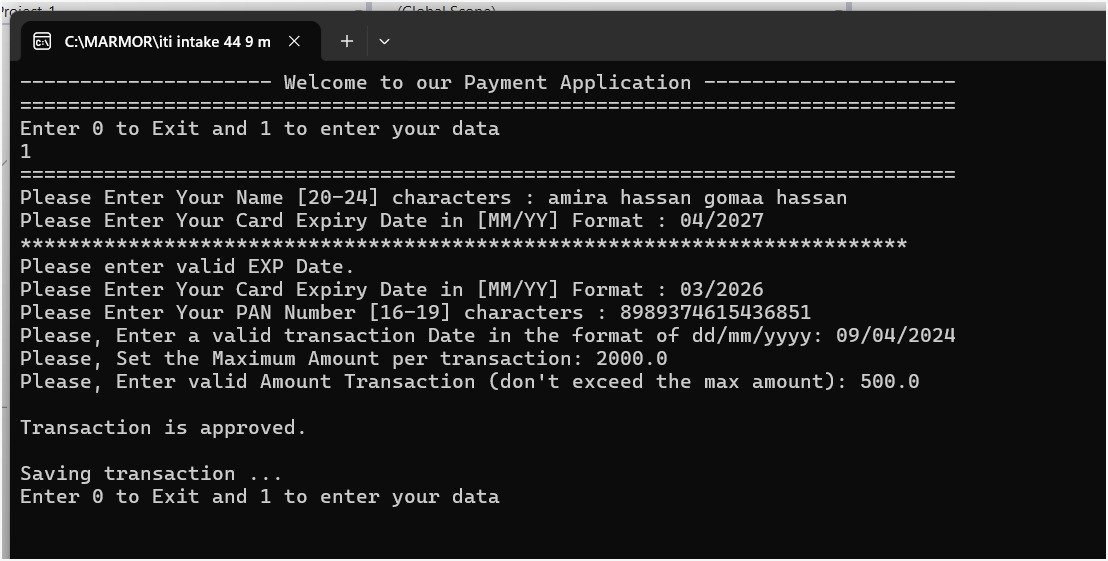 (Global Scope)
C:\MARMOR\iti intake 44 9 m
--------------------- Welcome to our Payment Application ---------------------
==============================================================================
Enter 0 to Exit and 1 to enter your data
1
==============================================================================
Please Enter Your Name [20-24] characters : amira hassan gomaa hassan
Please Enter Your Card Expiry Date in [MM/YY] Format : 04/2027
**************************************************************************
Please enter valid EXP Date.
Please Enter Your Card Expiry Date in [MM/YY] Format : 03/2026
Please Enter Your PAN Number [16-19] characters : 8989374615436851
Please, Enter a valid transaction Date in the format of dd/mm/yyyy: 09/04/2024
Please, Set the Maximum Amount per transaction: 2000.0
Please, Enter valid Amount Transaction (don't exceed the max amount): 500.0
Transaction is approved.
Saving transaction ...
Enter 0 to Exit and 1 to enter your data